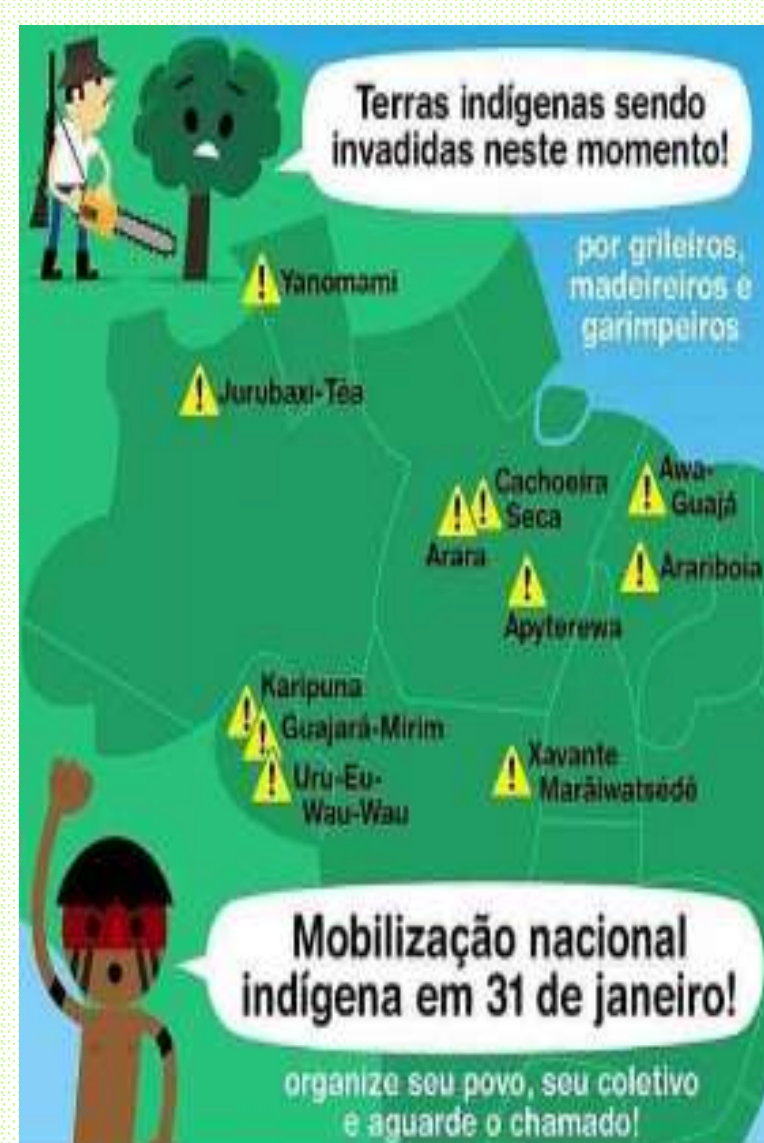 Terras indígenas sendo
invadidas neste momento!
por grileiros,
madeireiros e
garimpeiros
Yanomami
Jurubaxi-Téa
Cachoeira
Seca
Arara
Apyterewa
Awa-
Guajá
Arariboia
Karipuna
Guajará-Mirim
Uru-Eu-
Wau-Wau
Xavante
Marãiwatsédé
Mobilização nacional
indígena em 31 de janeiro!
organize seu povo, seu coletivo
e aguarde o chamado!